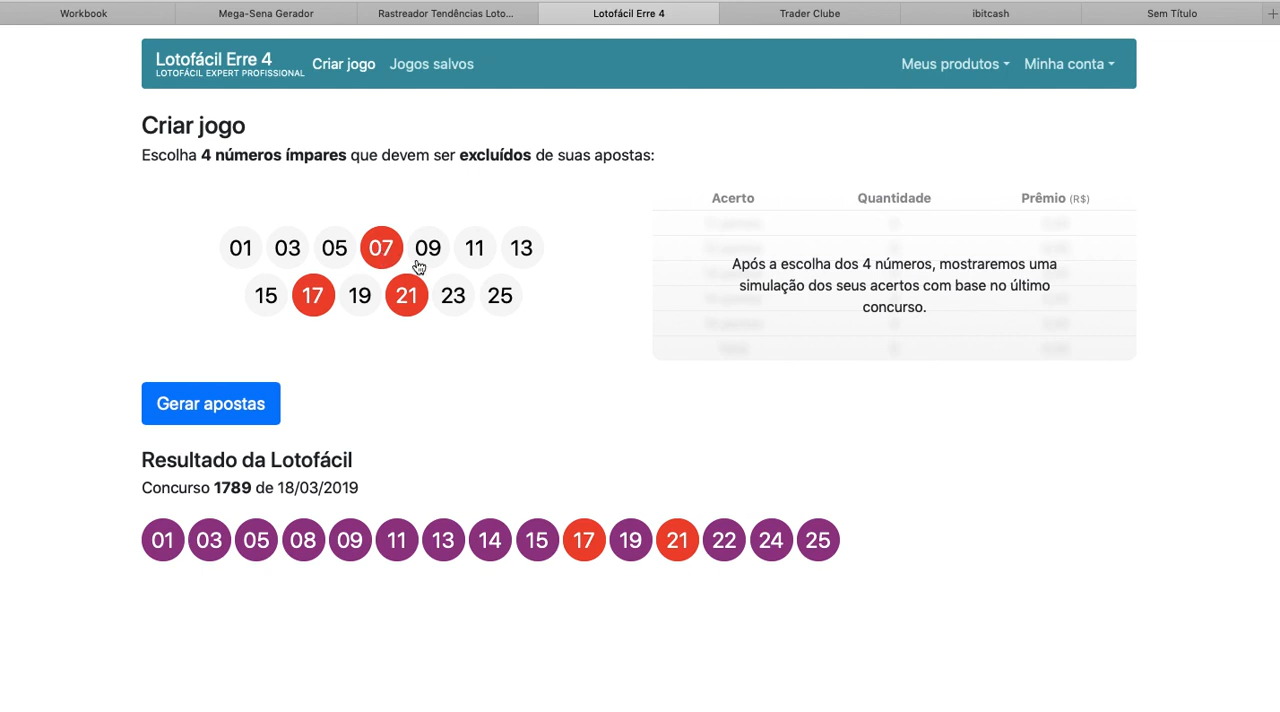 Workbook
Mega-Sena Gerador
Rastreador Tendências Loto...
Lotofácil Erre 4
Trader Clube
ibitcash
Sem Título
+
Lotofácil Erre 4
LOTOFÁCIL EXPERT PROFISSIONAL
Criar jogo
Jogos salvos
Meus produtos
Minha conta
Criar jogo
Escolha 4 números ímpares que devem ser excluídos de suas apostas:
01 03 05 07 09 11 13
15 17 19 21 23 25
Acerto Quantidade Prêmio (R$)
Após a escolha dos 4 números, mostraremos uma
simulação dos seus acertos com base no último
concurso.
Gerar apostas
Resultado da Lotofácil
Concurso 1789 de 18/03/2019
01 03 05 08 09 11 13 14 15 17 19 21 22 24 25